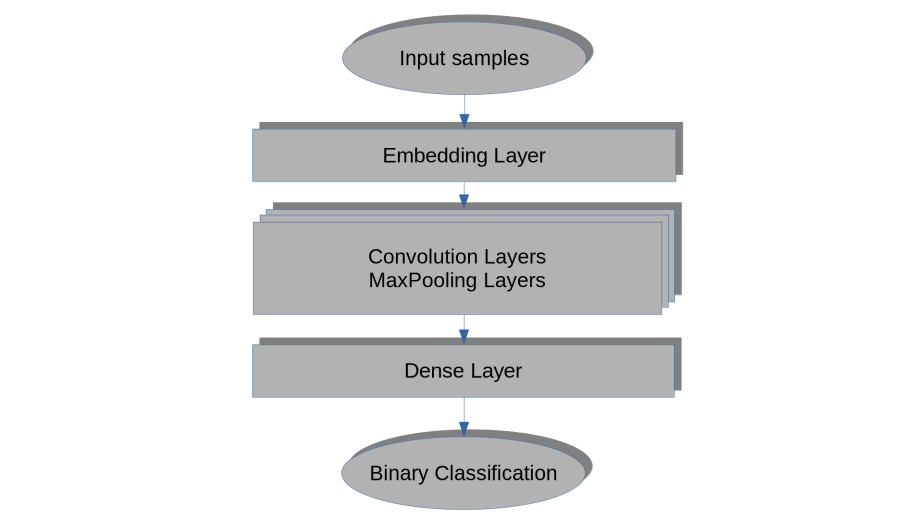 Input samples
Embedding Layer
Convolution Layers
MaxPooling Layers
Dense Layer
Binary Classification